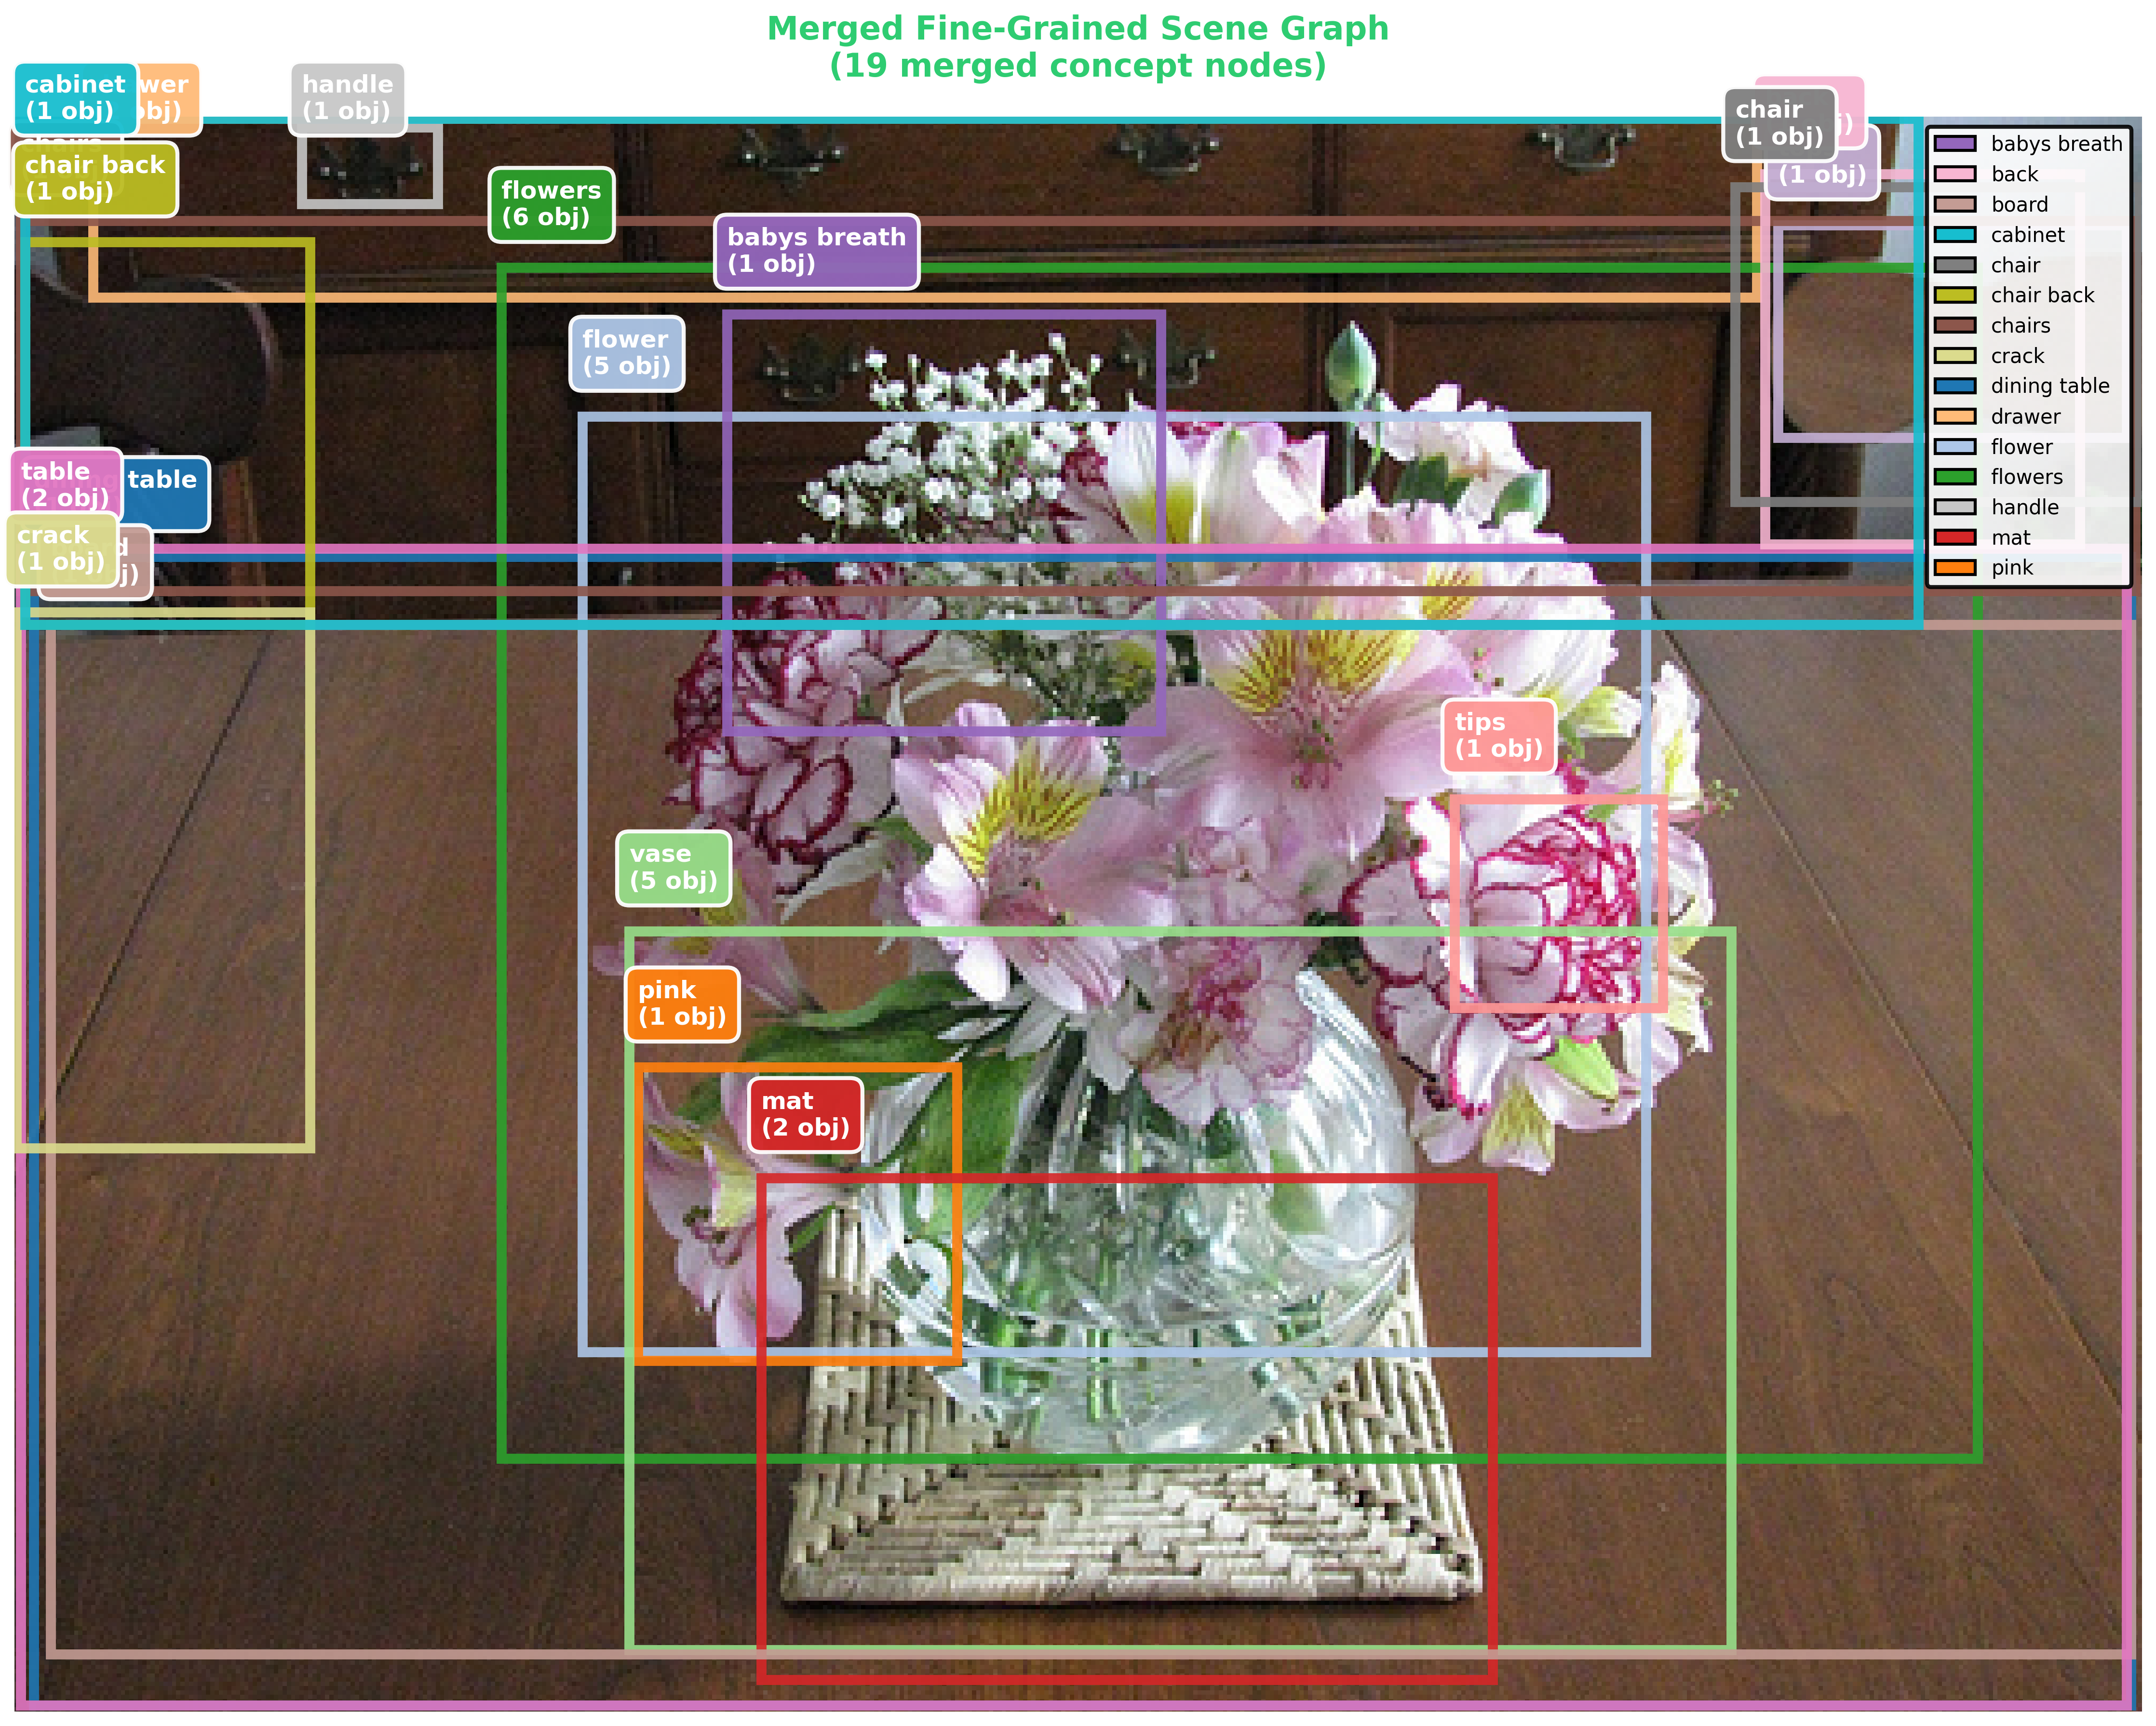 Merged Fine-Grained Scene Graph
(19 merged concept nodes)
cabinet
(1 obj)
handle
(1 obj)
chair
(1 obj)
(1 obj)
chairs
chair back
(1 obj)
flowers
(6 obj)
babys breath
(1 obj)
flower
(5 obj)
table
(2 obj)
table
crack
(1 obj)
tips
(1 obj)
vase
(5 obj)
pink
(1 obj)
mat
(2 obj)
babys breath
back
board
cabinet
chair
chair back
chairs
crack
dining table
drawer
flower
flowers
handle
mat
pink